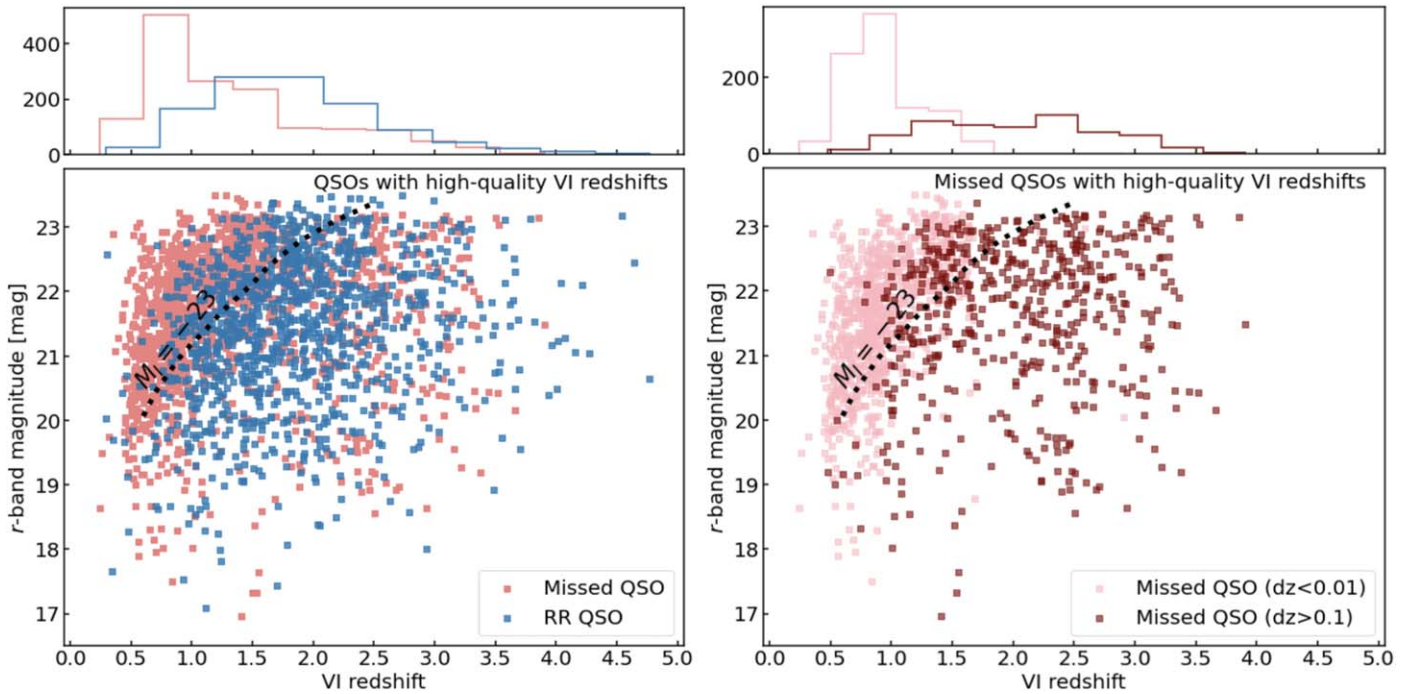 400
200
0
200
0
QSOs with high-quality VI redshifts
Missed QSOs with high-quality VI redshifts
r-band magnitude [mag]
23
22
21
20
19
18
17
M_I = −23
Missed QSO
RR QSO
0.0 0.5 1.0 1.5 2.0 2.5 3.0 3.5 4.0 4.5 5.0
VI redshift
r-band magnitude [mag]
23
22
21
20
19
18
17
M_I = −23
Missed QSO (dz<0.01)
Missed QSO (dz>0.1)
0.0 0.5 1.0 1.5 2.0 2.5 3.0 3.5 4.0 4.5 5.0
VI redshift